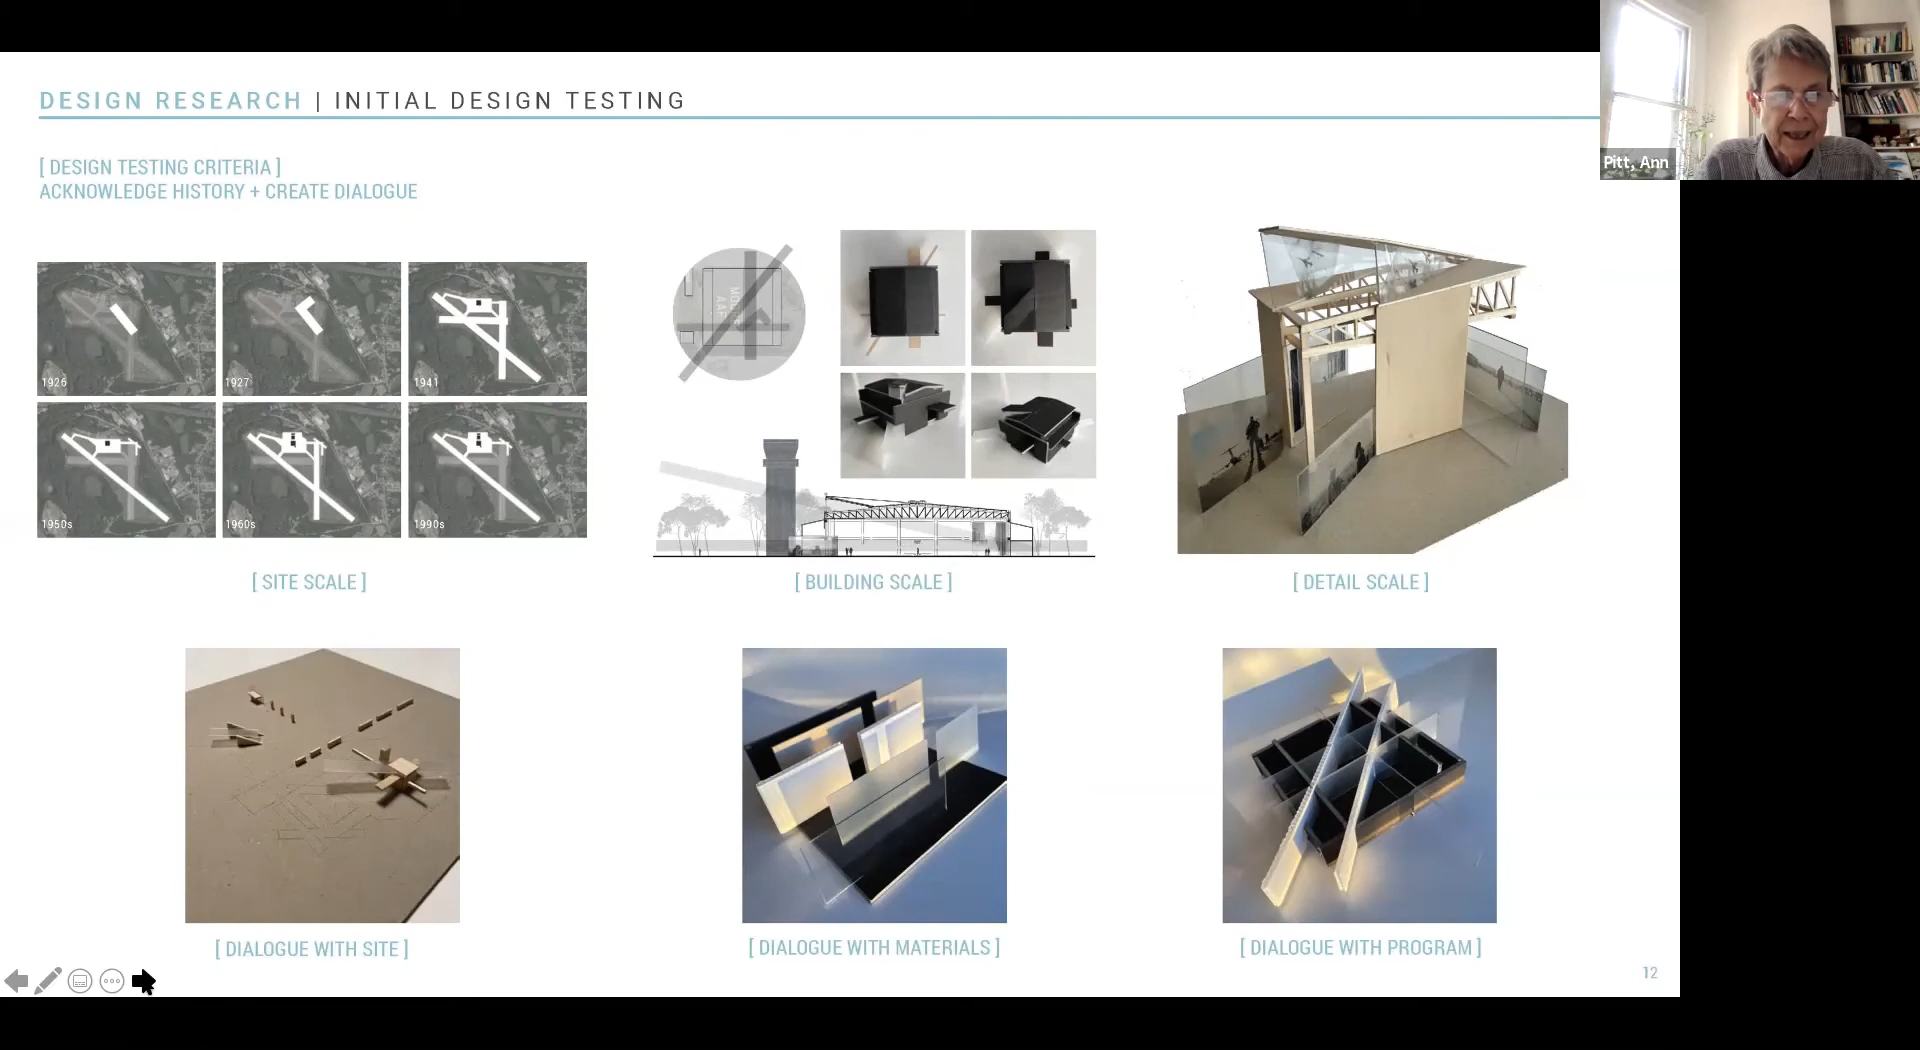 DESIGN RESEARCH | INITIAL DESIGN TESTING
Pitt, Ann
[ DESIGN TESTING CRITERIA ]
ACKNOWLEDGE HISTORY + CREATE DIALOGUE
1926
1927
1941
1950s
1960s
1990s
[ SITE SCALE ]
[ BUILDING SCALE ]
[ DETAIL SCALE ]
[ DIALOGUE WITH SITE ]
[ DIALOGUE WITH MATERIALS ]
[ DIALOGUE WITH PROGRAM ]
12